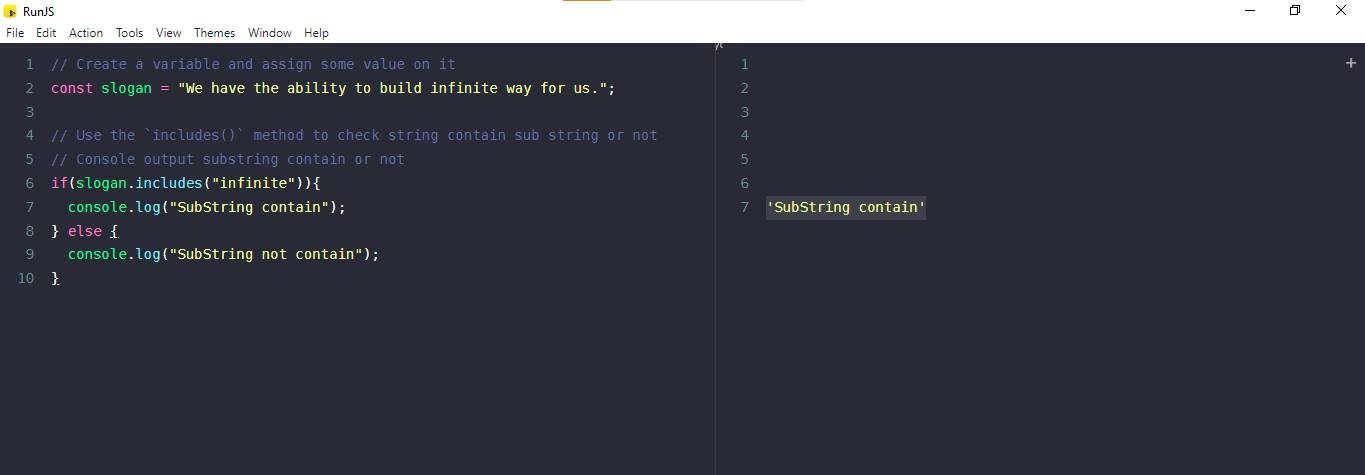 RunJS
File Edit Action Tools View Themes Window Help
1 // Create a variable and assign some value on it
2 const slogan = "We have the ability to build infinite way for us.";
3
4 // Use the `includes()` method to check string contain sub string or not
5 // Console output substring contain or not
6 if(slogan.includes("infinite")){
7   console.log("SubString contain");
8 } else {
9   console.log("SubString not contain");
10 }
1
2
3
4
5
6
7 'SubString contain'